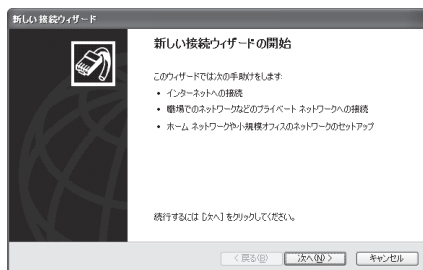 新しい接続ウィザード
新しい接続ウィザードの開始
このウィザードでは次の手助けをします:
• インターネットへの接続
• 職場でのネットワークなどのプライベート ネットワークへの接続
• ホーム ネットワークや小規模オフィスのネットワークのセットアップ
続行するには [次へ] をクリックしてください。
< 戻る(B) 次へ(N) > キャンセル